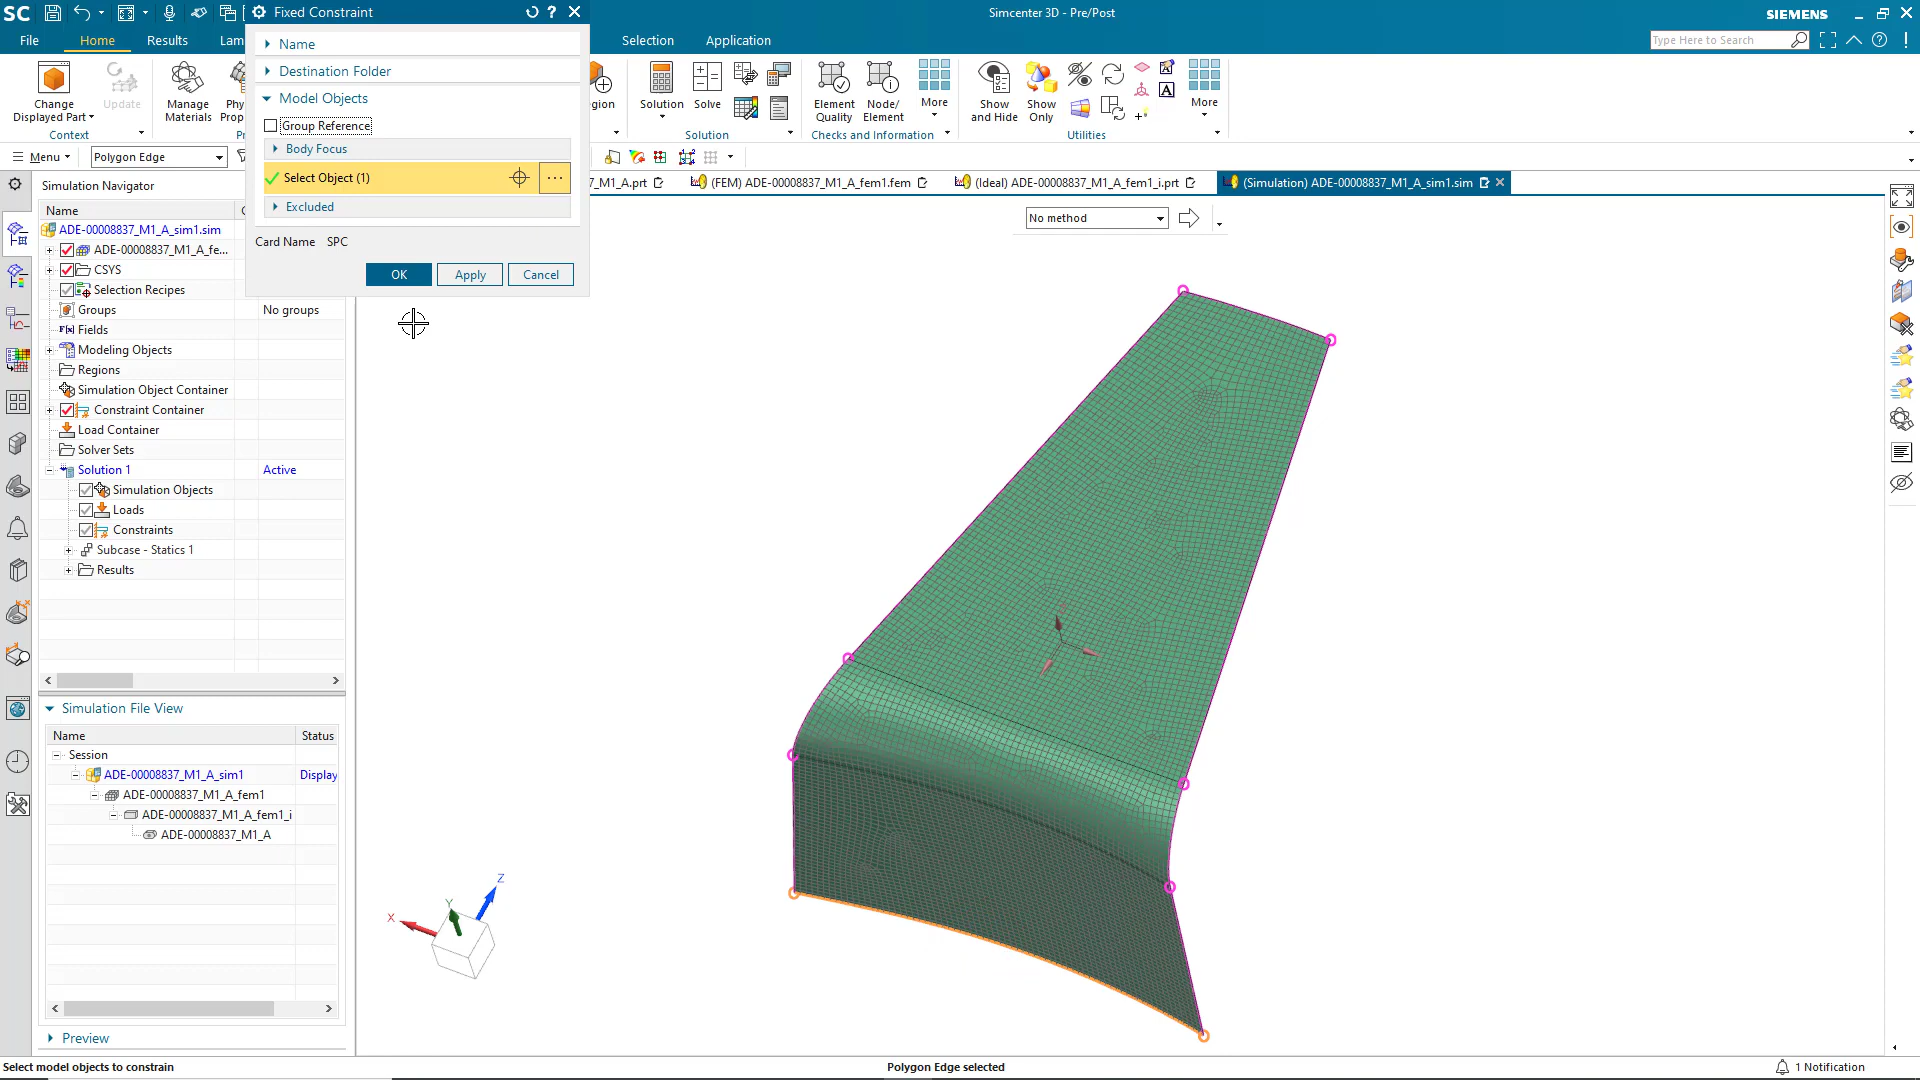 SC
Fixed Constraint
Simcenter 3D - Pre/Post
SIEMENS
File
Home
Results
Lam
Selection
Application
Type Here to Search
Name
Destination Folder
Model Objects
Group Reference
Body Focus
Select Object (1)
Excluded
Card Name SPC
OK
Apply
Cancel
Change Displayed Part
Update
Context
Manage Materials
Phy
Prop
Pr
gion
Solution
Solve
Solution
Element Quality
Node/ Element
More
Checks and Information
Show and Hide
Show Only
More
Utilities
Menu
Polygon Edge
7_M1_A.prt
(FEM) ADE-00008837_M1_A_fem1.fem
(Ideal) ADE-00008837_M1_A_fem1_i.prt
(Simulation) ADE-00008837_M1_A_sim1.sim
No method
Simulation Navigator
Name
C
ADE-00008837_M1_A_sim1.sim
ADE-00008837_M1_A_fe...
CSYS
Selection Recipes
Groups
No groups
Fields
Modeling Objects
Regions
Simulation Object Container
Constraint Container
Load Container
Solver Sets
Solution 1
Active
Simulation Objects
Loads
Constraints
Subcase - Statics 1
Results
Simulation File View
Name
Status
Session
ADE-00008837_M1_A_sim1
Display
ADE-00008837_M1_A_fem1
ADE-00008837_M1_A_fem1_i
ADE-00008837_M1_A
Preview
X
Y
Z
Select model objects to constrain
Polygon Edge selected
1 Notification